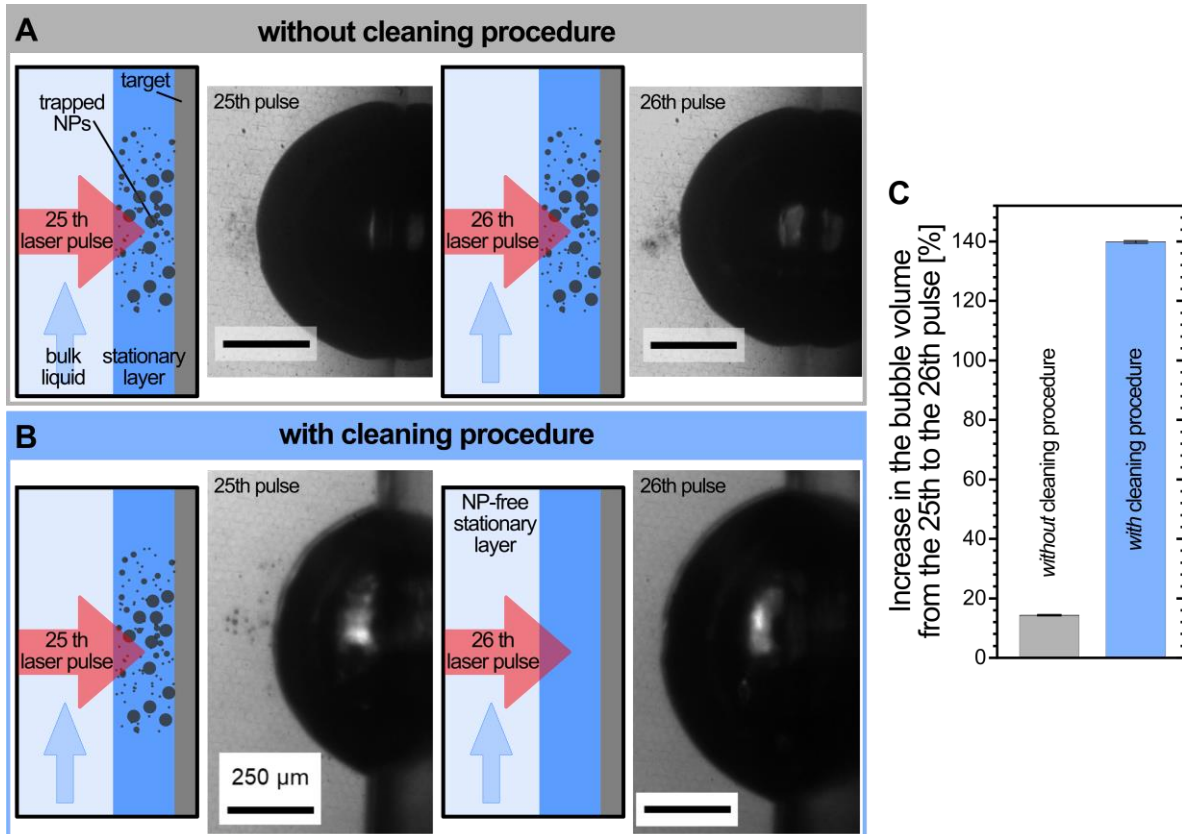 A
without cleaning procedure
target
trapped
NPs
25 th
laser pulse
bulk
liquid
stationary
layer
25th pulse
26 th
laser pulse
26th pulse
B
with cleaning procedure
25 th
laser pulse
25th pulse
250 µm
NP-free
stationary
layer
26 th
laser pulse
26th pulse
C
Increase in the bubble volume
from the 25th to the 26th pulse [%]
140
120
100
80
60
40
20
0
without cleaning procedure
with cleaning procedure